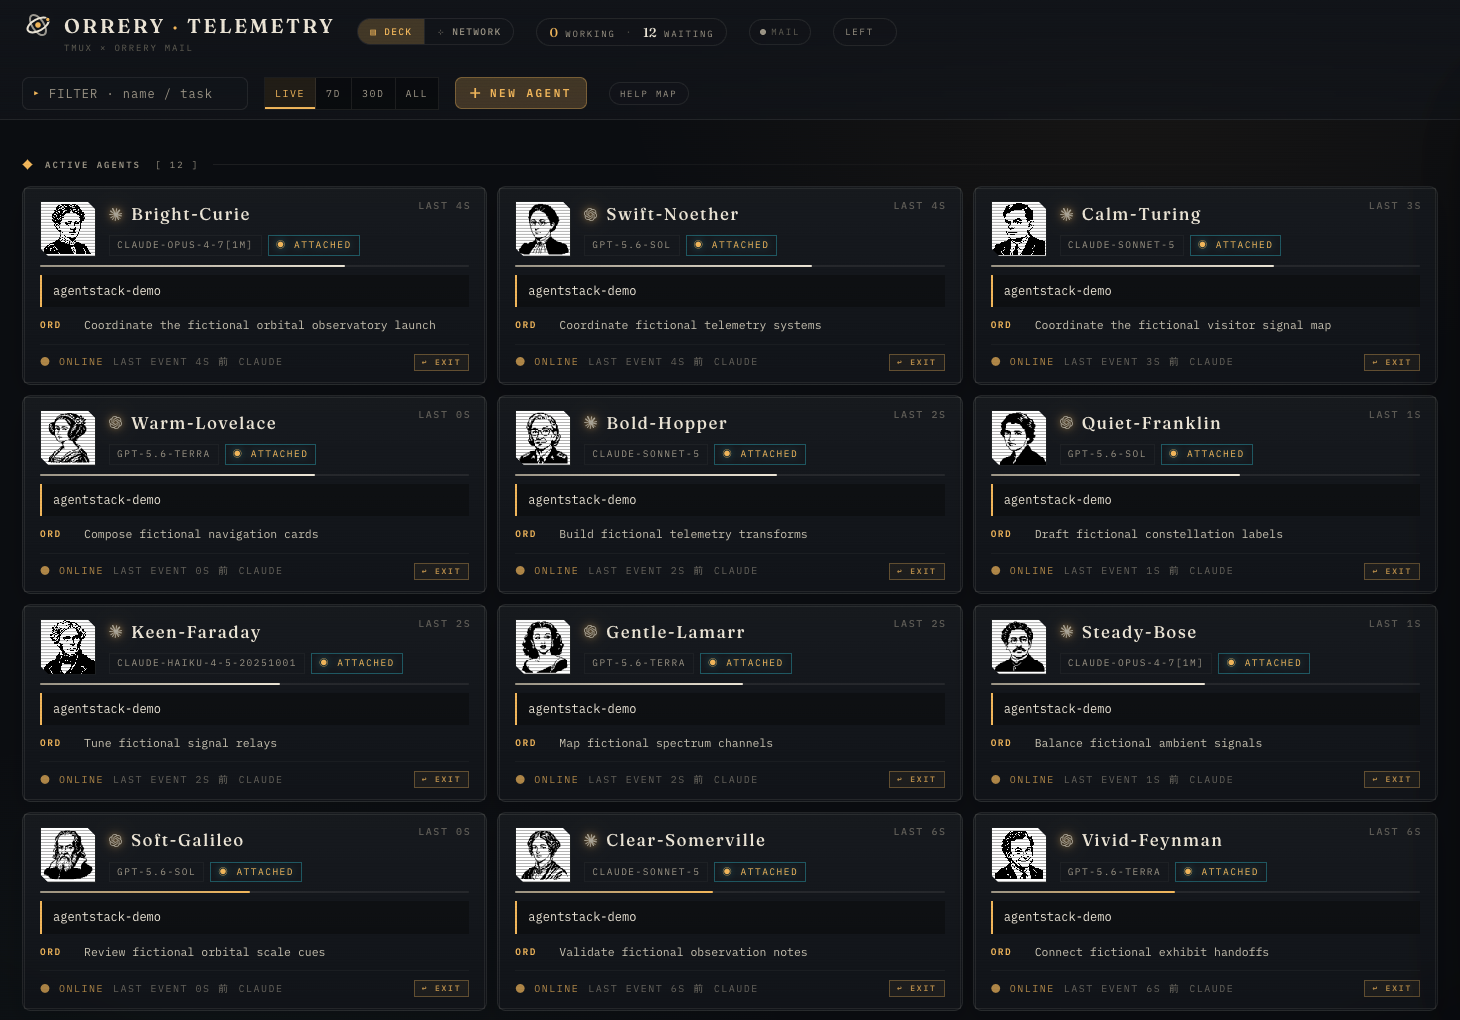 ORRERY · TELEMETRY
TMUX × ORRERY MAIL
DECK
NETWORK
0 WORKING · 12 WAITING
MAIL
LEFT
FILTER · name / task
LIVE 7D 30D ALL
+ NEW AGENT
HELP MAP
ACTIVE AGENTS [ 12 ]
Bright-Curie
LAST 4S
CLAUDE-OPUS-4-7[1M]
ATTACHED
agentstack-demo
ORD Coordinate the fictional orbital observatory launch
ONLINE LAST EVENT 4S 前 CLAUDE
↩ EXIT
Swift-Noether
LAST 4S
GPT-5.6-SOL
ATTACHED
agentstack-demo
ORD Coordinate fictional telemetry systems
ONLINE LAST EVENT 4S 前 CLAUDE
↩ EXIT
Calm-Turing
LAST 3S
CLAUDE-SONNET-5
ATTACHED
agentstack-demo
ORD Coordinate the fictional visitor signal map
ONLINE LAST EVENT 3S 前 CLAUDE
↩ EXIT
Warm-Lovelace
LAST 0S
GPT-5.6-TERRA
ATTACHED
agentstack-demo
ORD Compose fictional navigation cards
ONLINE LAST EVENT 0S 前 CLAUDE
↩ EXIT
Bold-Hopper
LAST 2S
CLAUDE-SONNET-5
ATTACHED
agentstack-demo
ORD Build fictional telemetry transforms
ONLINE LAST EVENT 2S 前 CLAUDE
↩ EXIT
Quiet-Franklin
LAST 1S
GPT-5.6-SOL
ATTACHED
agentstack-demo
ORD Draft fictional constellation labels
ONLINE LAST EVENT 1S 前 CLAUDE
↩ EXIT
Keen-Faraday
LAST 2S
CLAUDE-HAIKU-4-5-20251001
ATTACHED
agentstack-demo
ORD Tune fictional signal relays
ONLINE LAST EVENT 2S 前 CLAUDE
↩ EXIT
Gentle-Lamarr
LAST 2S
GPT-5.6-TERRA
ATTACHED
agentstack-demo
ORD Map fictional spectrum channels
ONLINE LAST EVENT 2S 前 CLAUDE
↩ EXIT
Steady-Bose
LAST 1S
CLAUDE-OPUS-4-7[1M]
ATTACHED
agentstack-demo
ORD Balance fictional ambient signals
ONLINE LAST EVENT 1S 前 CLAUDE
↩ EXIT
Soft-Galileo
LAST 0S
GPT-5.6-SOL
ATTACHED
agentstack-demo
ORD Review fictional orbital scale cues
ONLINE LAST EVENT 0S 前 CLAUDE
↩ EXIT
Clear-Somerville
LAST 6S
CLAUDE-SONNET-5
ATTACHED
agentstack-demo
ORD Validate fictional observation notes
ONLINE LAST EVENT 6S 前 CLAUDE
↩ EXIT
Vivid-Feynman
LAST 6S
GPT-5.6-TERRA
ATTACHED
agentstack-demo
ORD Connect fictional exhibit handoffs
ONLINE LAST EVENT 6S 前 CLAUDE
↩ EXIT